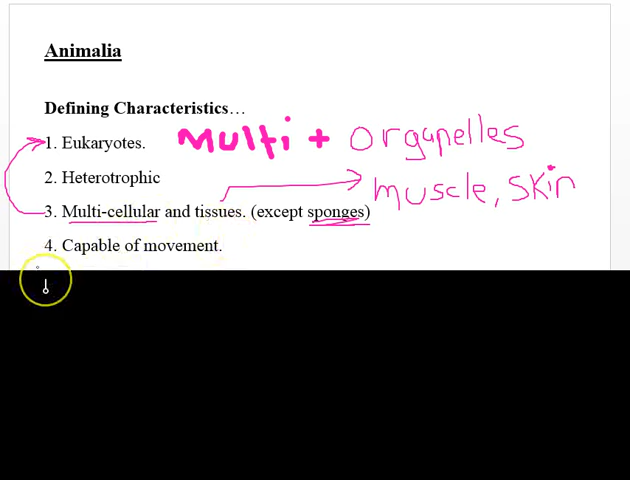 Animalia
Defining Characteristics...
1. Eukaryotes. Multi + Organelles
2. Heterotrophic
muscle, skin
3. Multi-cellular and tissues. (except sponges)
4. Capable of movement.